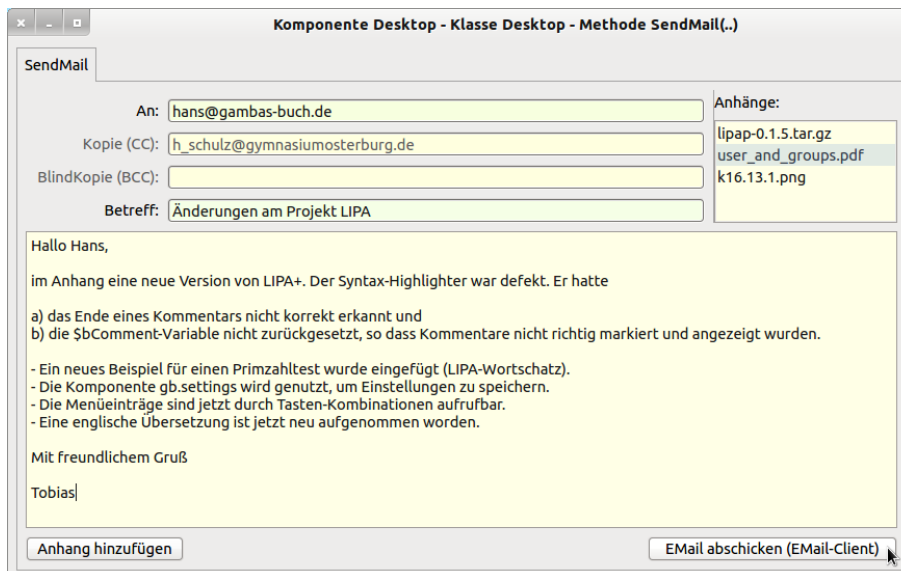 Komponente Desktop - Klasse Desktop - Methode SendMail(..)
SendMail
An: hans@gambas-buch.de
Kopie (CC): h_schulz@gymnasiumosterburg.de
BlindKopie (BCC):
Betreff: Änderungen am Projekt LIPA
Anhänge:
lipap-0.1.5.tar.gz
user_and_groups.pdf
k16.13.1.png
Hallo Hans,
im Anhang eine neue Version von LIPA+. Der Syntax-Highlighter war defekt. Er hatte
a) das Ende eines Kommentars nicht korrekt erkannt und
b) die $bComment-Variable nicht zurückgesetzt, so dass Kommentare nicht richtig markiert und angezeigt wurden.
- Ein neues Beispiel für einen Primzahltest wurde eingefügt (LIPA-Wortschatz).
- Die Komponente gb.settings wird genutzt, um Einstellungen zu speichern.
- Die Menüeinträge sind jetzt durch Tasten-Kombinationen aufrufbar.
- Eine englische Übersetzung ist jetzt neu aufgenommen worden.
Mit freundlichem Gruß
Tobias
Anhang hinzufügen
EMail abschicken (EMail-Client)